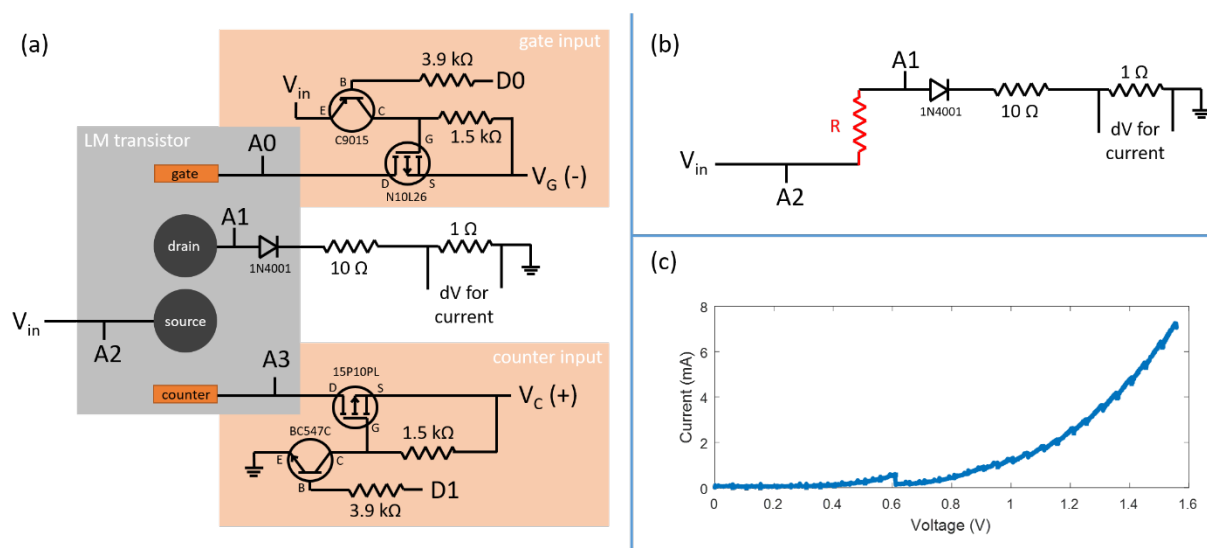 (a)
gate input
3.9 kΩ
D0
V_in
B
E
C
C9015
1.5 kΩ
LM transistor
A0
G
gate
D
S
V_G (-)
N10L26
A1
drain
1N4001
10 Ω
1 Ω
dV for
current
V_in
source
A2
counter input
A3
15P10PL
counter
D
S
V_C (+)
G
BC547C
1.5 kΩ
E
C
B
D1
3.9 kΩ
(b)
A1
1 Ω
1N4001
10 Ω
R
dV for
current
V_in
A2
(c)
8
6
4
2
0
Current (mA)
0 0.2 0.4 0.6 0.8 1 1.2 1.4 1.6
Voltage (V)